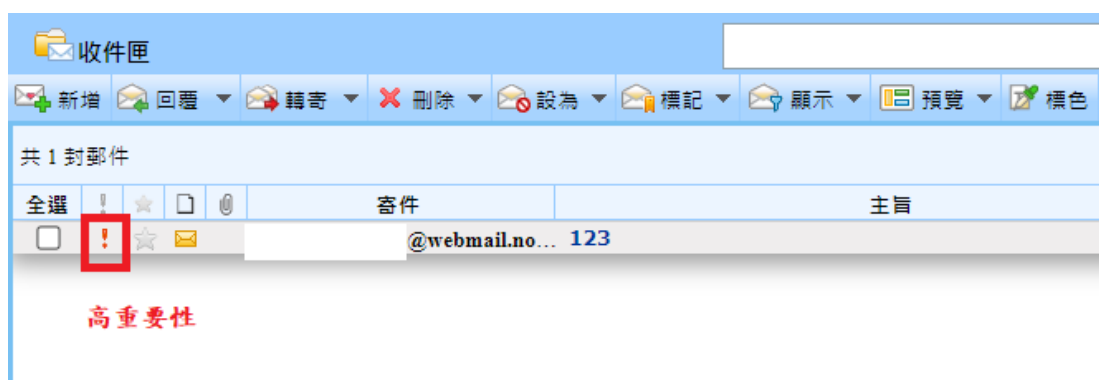 收件匣
新增 回覆 轉寄 刪除 設為 標記 顯示 預覽 標色
共 1 封郵件
全選 寄件 主旨
@webmail.no... 123
高重要性